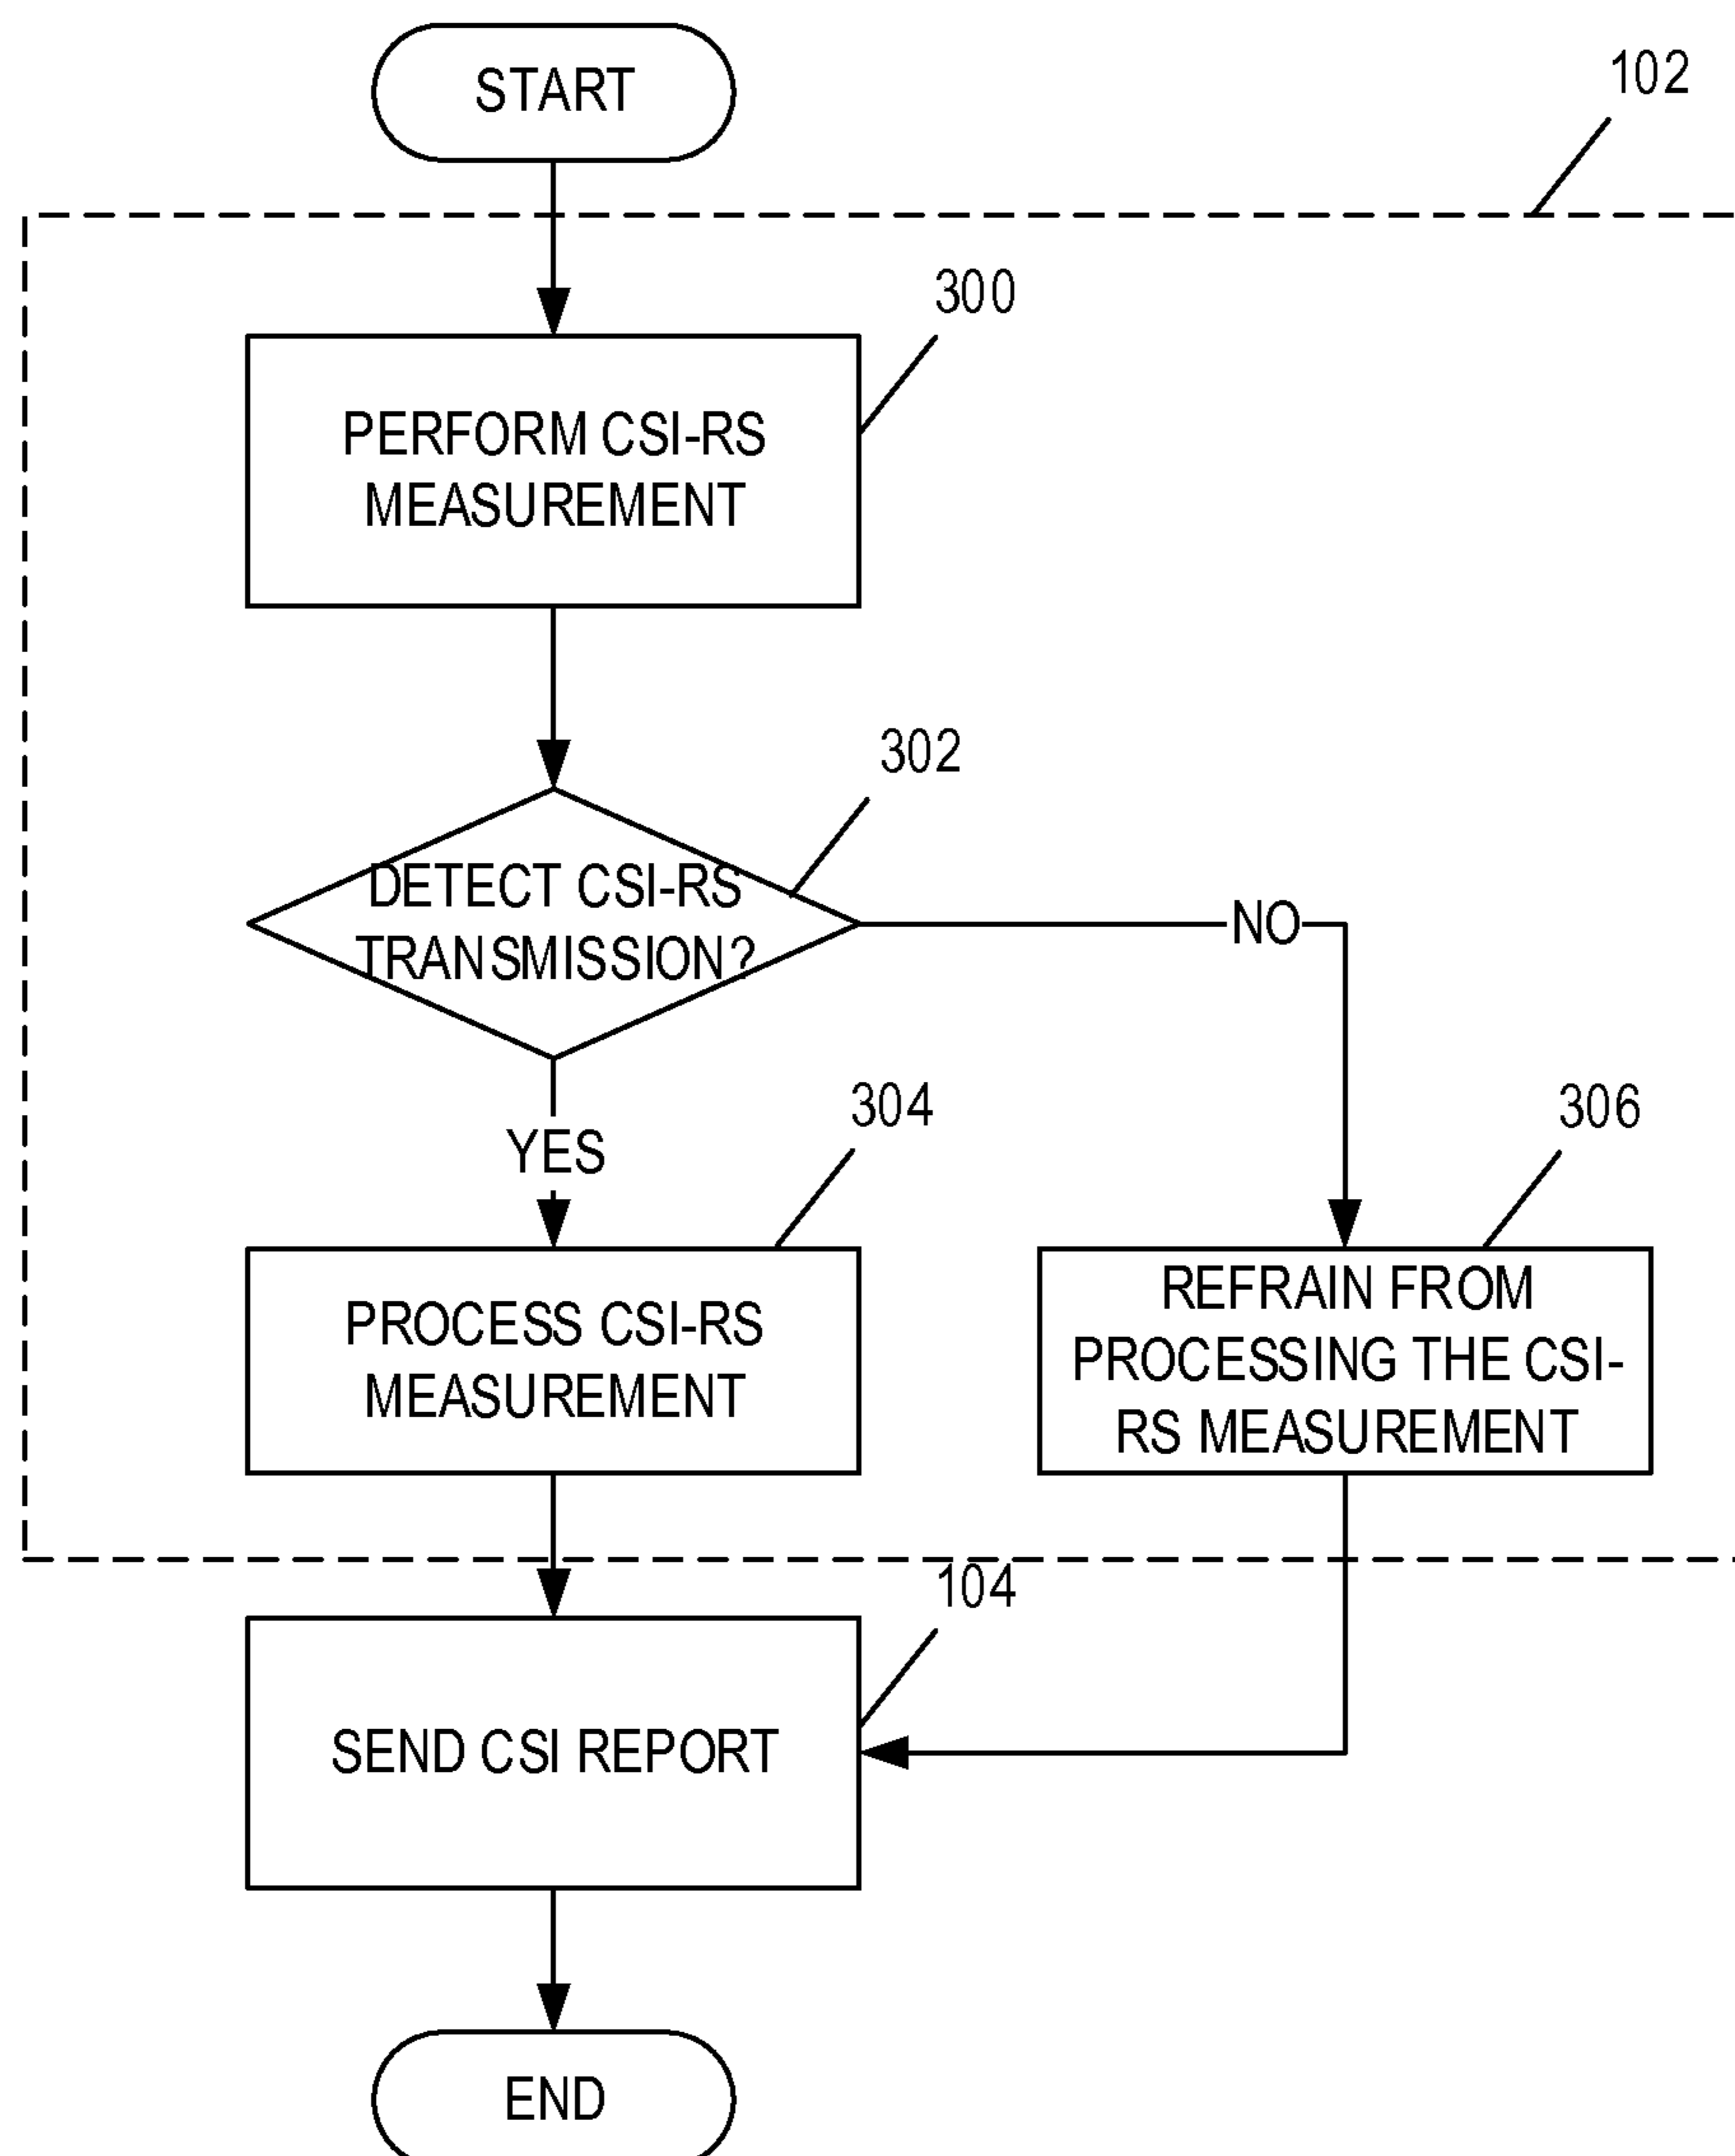 START
102
300
PERFORM CSI-RS
MEASUREMENT
302
DETECT CSI-RS
TRANSMISSION?
NO
YES
304
306
PROCESS CSI-RS
MEASUREMENT
REFRAIN FROM
PROCESSING THE CSI-
RS MEASUREMENT
104
SEND CSI REPORT
END